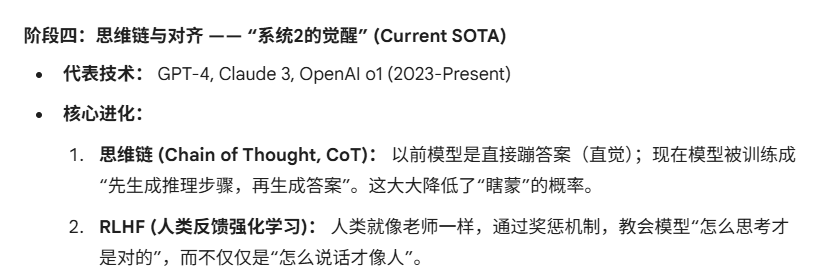 阶段四：思维链与对齐 —— “系统2的觉醒” (Current SOTA)
• 代表技术： GPT-4, Claude 3, OpenAI o1 (2023-Present)
• 核心进化：
1. 思维链 (Chain of Thought, CoT)： 以前模型是直接蹦答案（直觉）；现在模型被训练成
“先生成推理步骤，再生成答案”。这大大降低了“瞎蒙”的概率。
2. RLHF (人类反馈强化学习)： 人类就像老师一样，通过奖惩机制，教会模型“怎么思考才
是对的”，而不仅仅是“怎么说话才像人”。